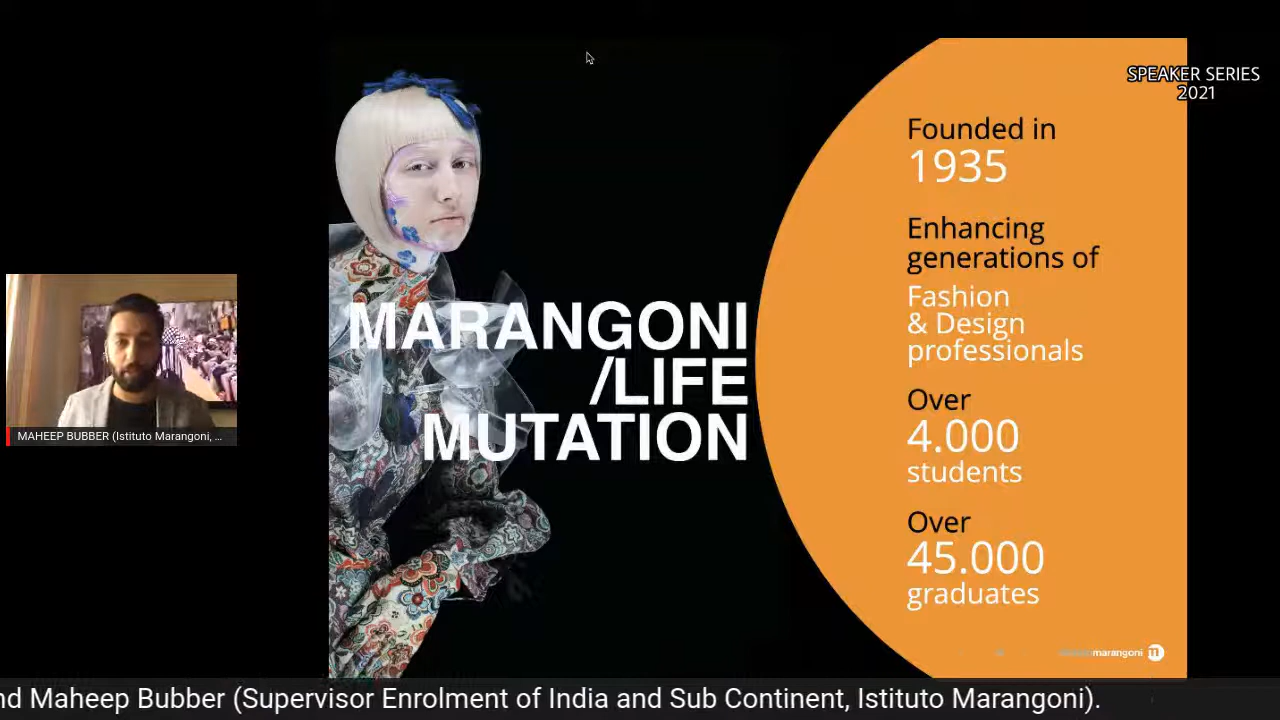 SPEAKER SERIES
2021
Founded in
1935
Enhancing
generations of
Fashion
& Design
professionals
Over
4.000
students
Over
45.000
graduates
MARANGONI
/LIFE
MUTATION
MAHEEP BUBBER (Istituto Marangoni, ...
marangoni
nd Maheep Bubber (Supervisor Enrolment of India and Sub Continent, Istituto Marangoni).